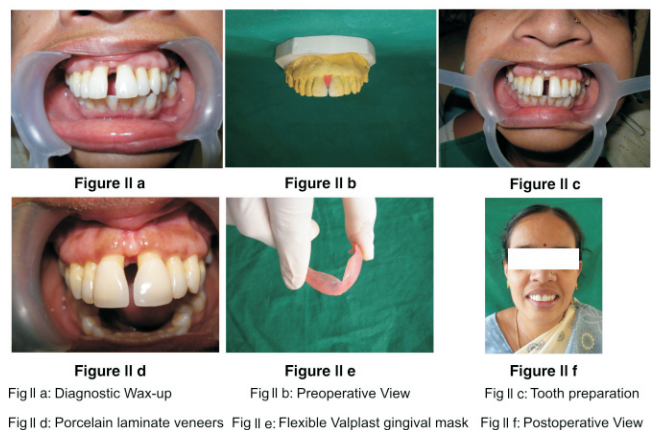 Figure II a Figure II b Figure II c
Figure II d Figure II e Figure II f
Fig II a: Diagnostic Wax-up Fig II b: Preoperative View Fig II c: Tooth preparation
Fig II d: Porcelain laminate veneers Fig II e: Flexible Valplast gingival mask Fig II f: Postoperative View